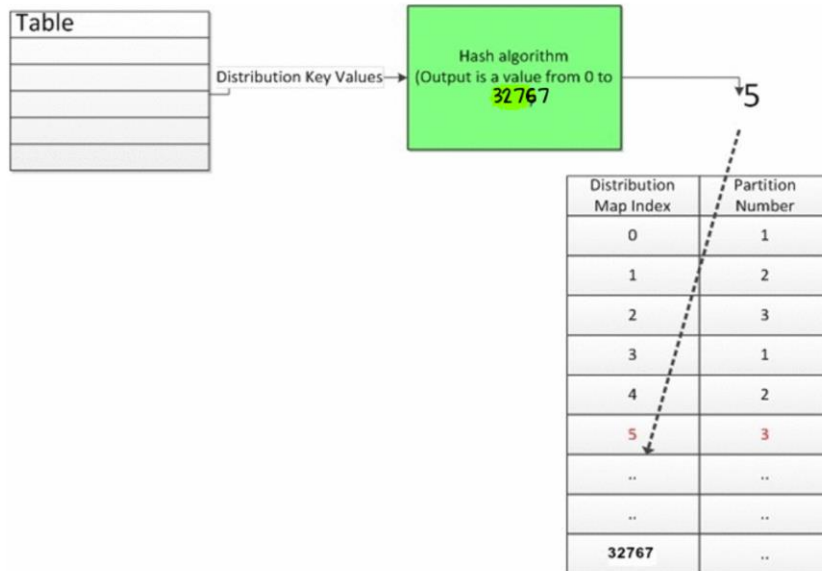 Table
Distribution Key Values
Hash algorithm
(Output is a value from 0 to
32767
5
Distribution Map Index Partition Number
0 1
1 2
2 3
3 1
4 2
5 3
.. ..
.. ..
32767 ..